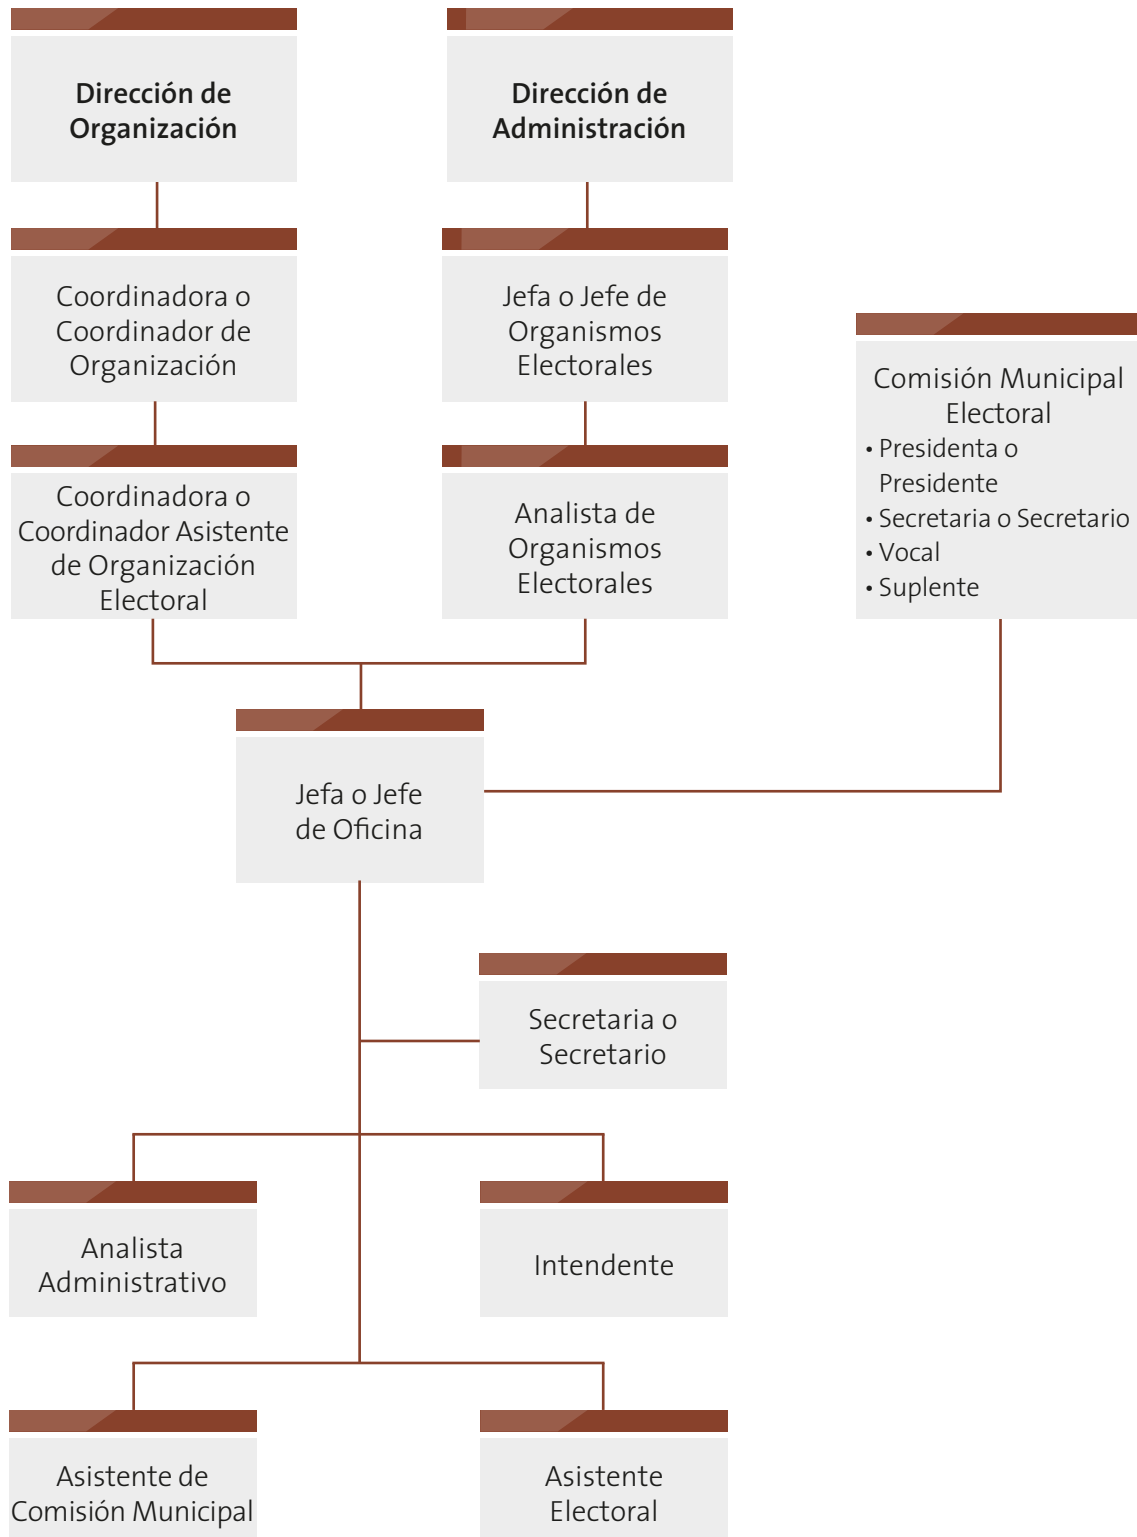 Dirección de
Organización
Dirección de
Administración
Coordinadora o
Coordinador de
Organización
Jefa o Jefe de
Organismos
Electorales
Comisión Municipal
Electoral
• Presidenta o
Presidente
• Secretaria o Secretario
• Vocal
• Suplente
Coordinadora o
Coordinador Asistente
de Organización
Electoral
Analista de
Organismos
Electorales
Jefa o Jefe
de Oficina
Secretaria o
Secretario
Analista
Administrativo
Intendente
Asistente de
Comisión Municipal
Asistente
Electoral